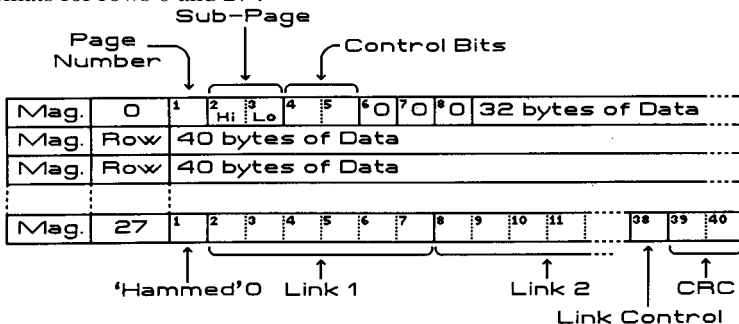 Sub-Page
Page Number
Control Bits
Mag. 0 1 2 Hi 3 Lo 4 5 6 0 7 0 8 0 32 bytes of Data
Mag. Row 40 bytes of Data
Mag. Row 40 bytes of Data
Mag. 27 1 2 3 4 5 6 7 8 9 10 11 38 39 40
'Hammed'0 Link 1 Link 2 CRC
Link Control